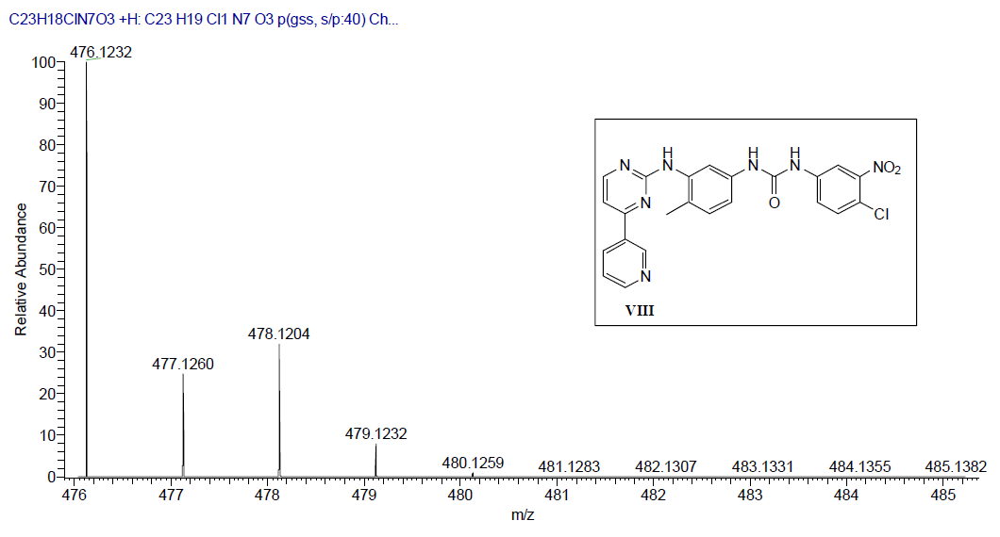 C23H18ClN7O3 +H: C23 H19 Cl1 N7 O3 p(gss, s/p:40) Ch...
476.1232
100
90
80
70
60
50
40
30
20
10
0
Relative Abundance
477.1260
478.1204
479.1232
480.1259
481.1283
482.1307
483.1331
484.1355
485.1382
476
477
478
479
480
481
482
483
484
485
m/z
H
N
H
N
H
N
N
N
O
NO2
Cl
N
VIII